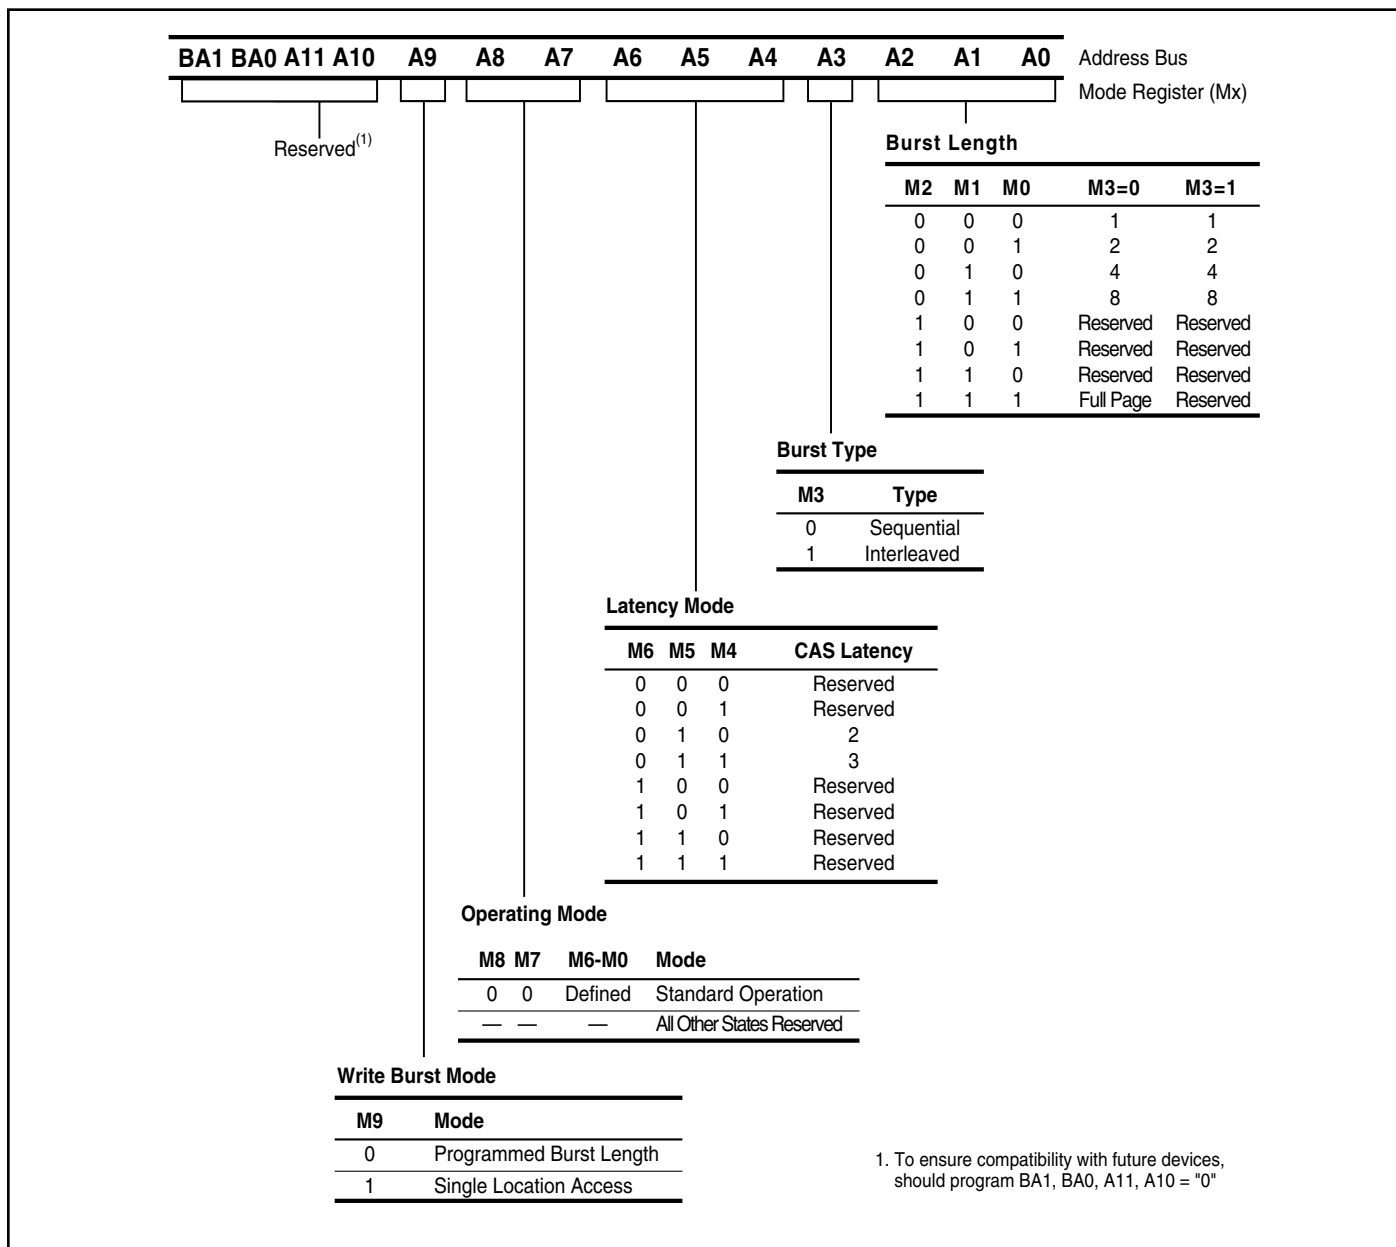 BA1 BA0 A11 A10 A9 A8 A7 A6 A5 A4 A3 A2 A1 A0 Address Bus
Mode Register (Mx)
Reserved(1)
Burst Length
M2 M1 M0 M3=0 M3=1
0 0 0 1 1
0 0 1 2 2
0 1 0 4 4
0 1 1 8 8
1 0 0 Reserved Reserved
1 0 1 Reserved Reserved
1 1 0 Reserved Reserved
1 1 1 Full Page Reserved
Burst Type
M3 Type
0 Sequential
1 Interleaved
Latency Mode
M6 M5 M4 CAS Latency
0 0 0 Reserved
0 0 1 Reserved
0 1 0 2
0 1 1 3
1 0 0 Reserved
1 0 1 Reserved
1 1 0 Reserved
1 1 1 Reserved
Operating Mode
M8 M7 M6-M0 Mode
0 0 Defined Standard Operation
— — — All Other States Reserved
Write Burst Mode
M9 Mode
0 Programmed Burst Length
1 Single Location Access
1. To ensure compatibility with future devices,
should program BA1, BA0, A11, A10 = "0"